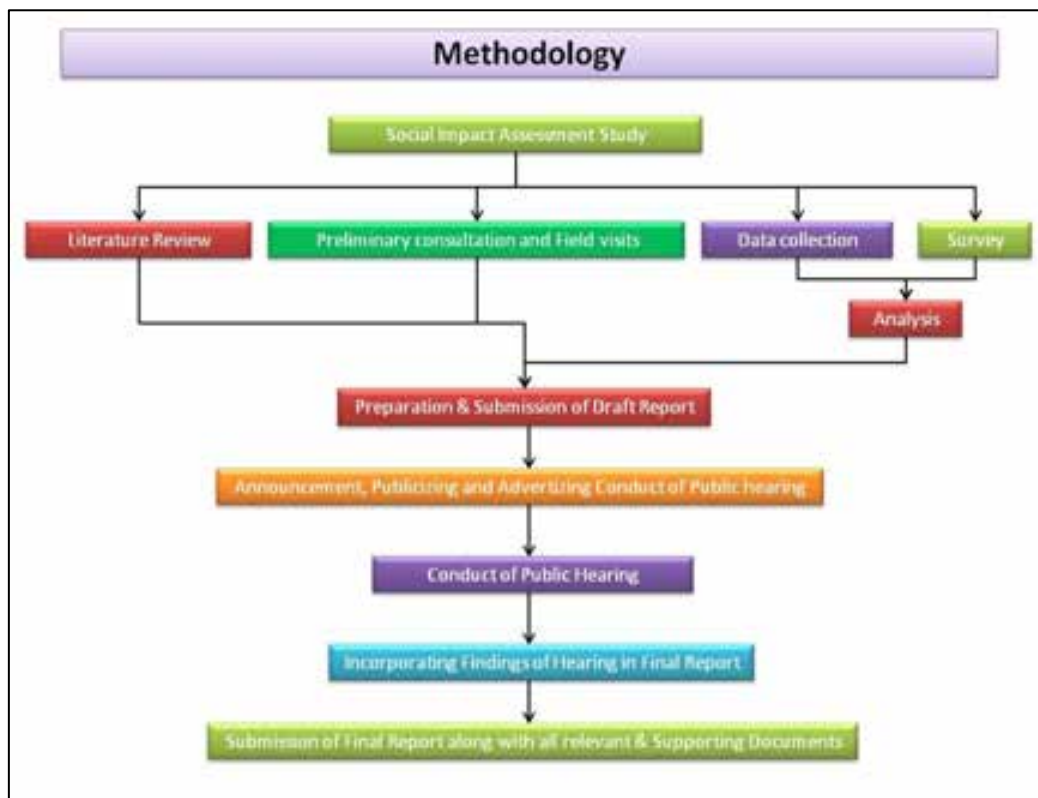 Methodology
Social Impact Assessment Study
Literature Review
Preliminary consultation and Field visits
Data collection
Survey
Analysis
Preparation & Submission of Draft Report
Announcement, Publicizing and Advertizing Conduct of Public hearing
Conduct of Public Hearing
Incorporating Findings of Hearing in Final Report
Submission of Final Report along with all relevant & Supporting Documents